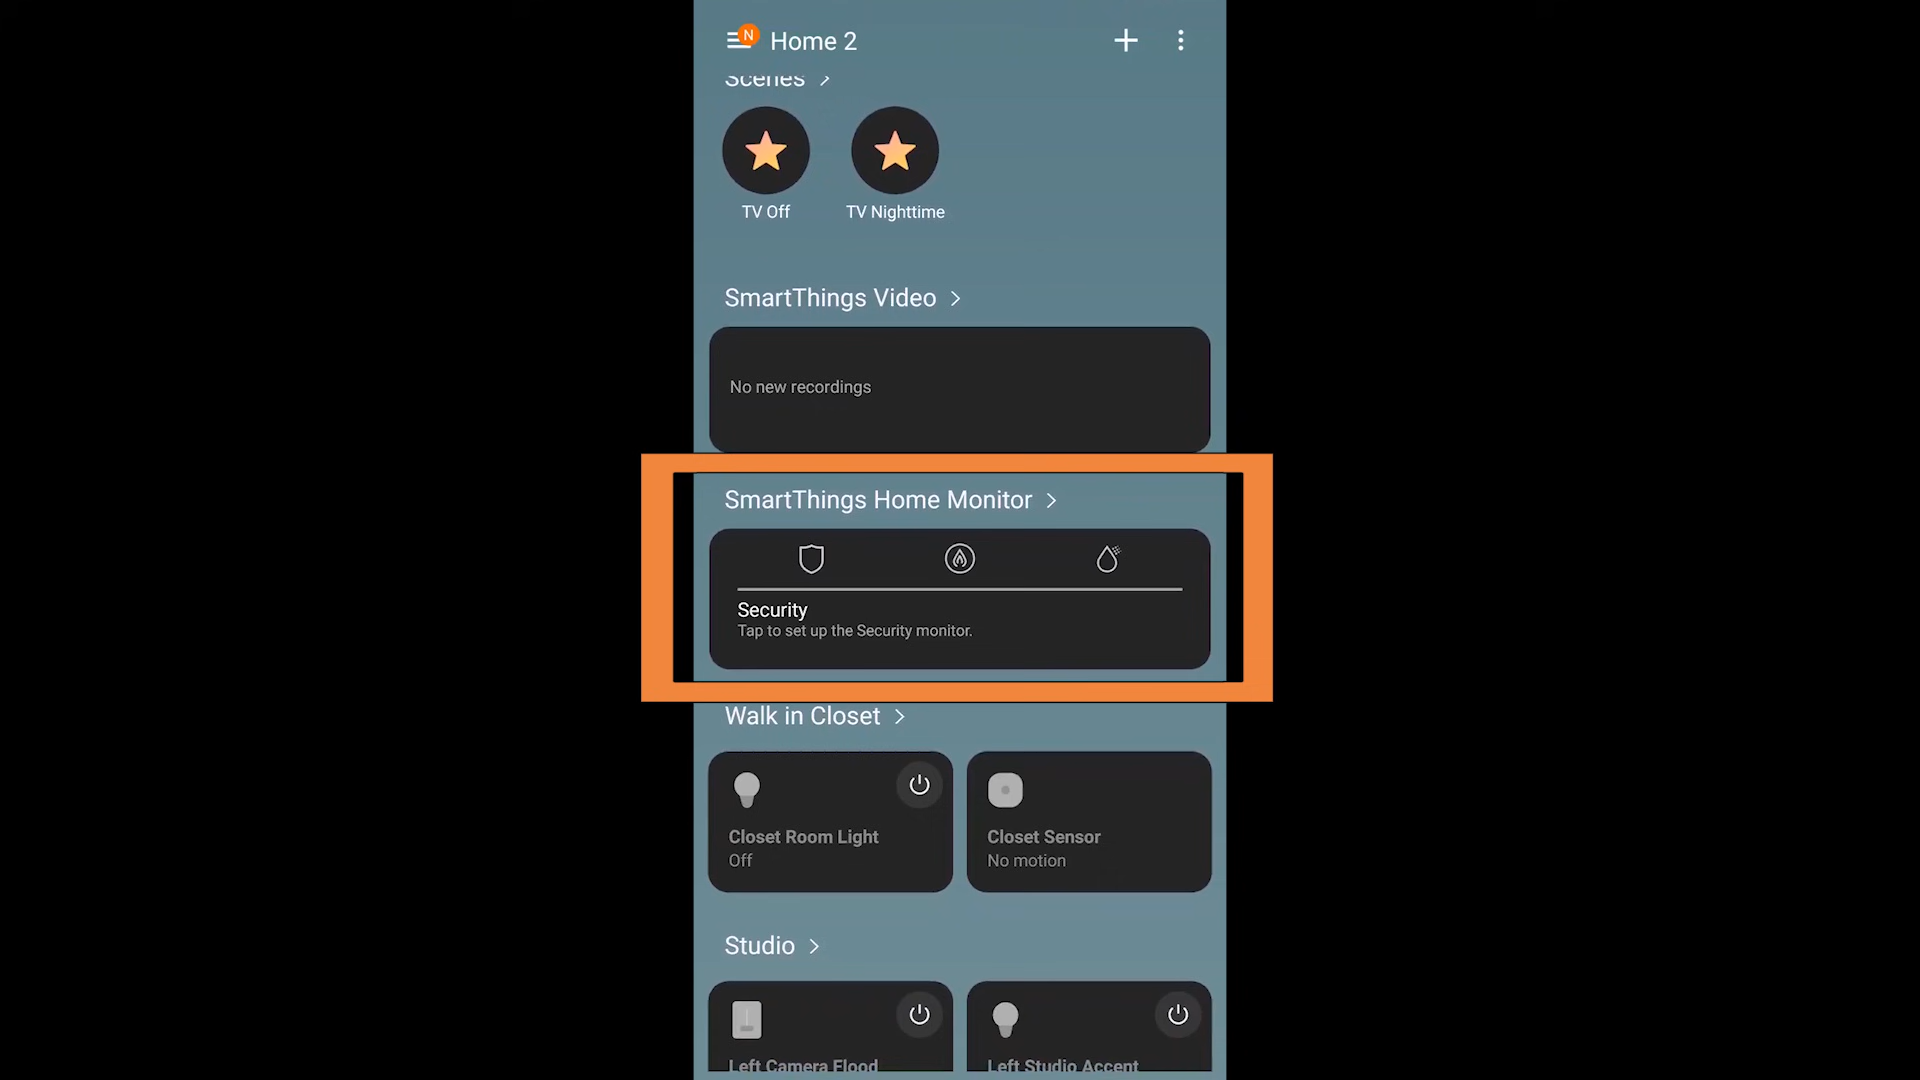 N
Home 2
Scenes
TV Off
TV Nighttime
SmartThings Video
No new recordings
SmartThings Home Monitor
Security
Tap to set up the Security monitor.
Walk in Closet
Closet Room Light
Off
Closet Sensor
No motion
Studio
Left Camera Flood
Left Studio Accent